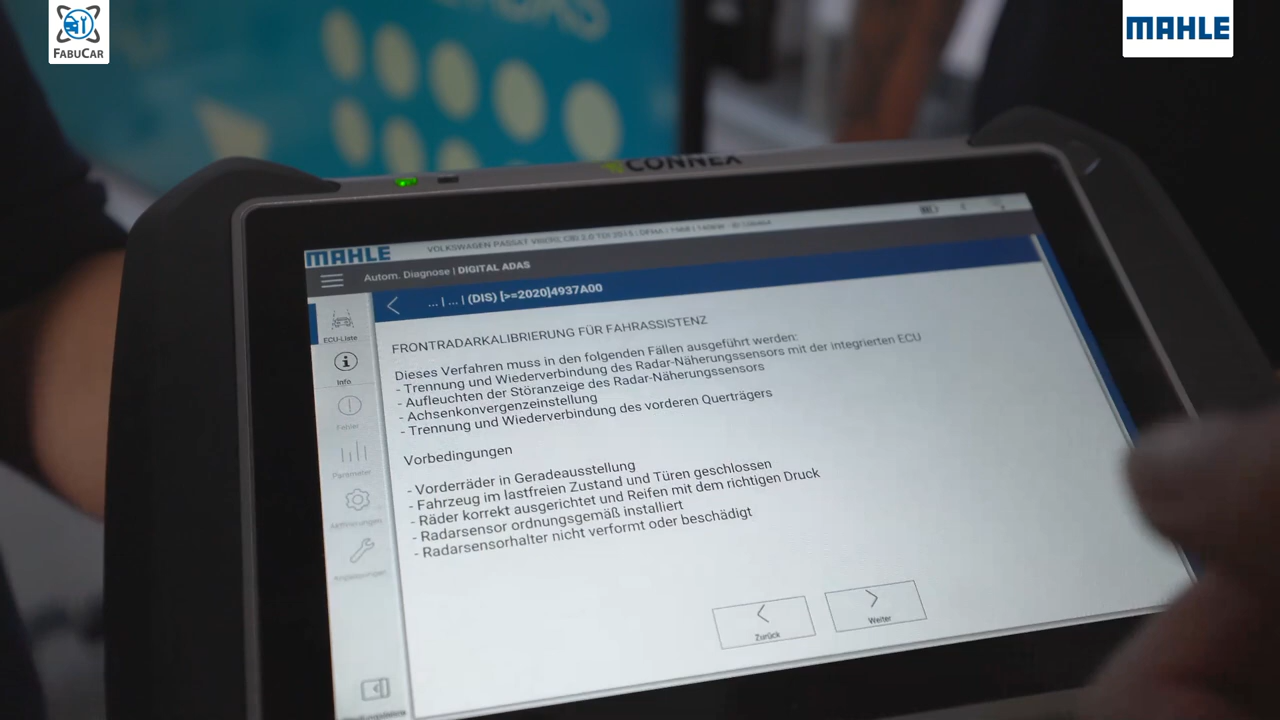 FABUCAR
MAHLE
CONNEX
MAHLE
VOLKSWAGEN PASSAT
Autom. Diagnose | DIGITAL ADAS
... | ... | (DIS) [>=2020]4937A00
ECU-Liste
Info.
Fehler
Parameter
FRONTRADARKALIBRIERUNG FÜR FAHRASSISTENZ
Dieses Verfahren muss in den folgenden Fällen ausgeführt werden:
- Trennung und Wiederverbindung des Radar-Näherungssensors mit der integrierten ECU
- Aufleuchten der Störanzeige des Radar-Näherungssensors
- Achsenkonvergenzeinstellung
- Trennung und Wiederverbindung des vorderen Querträgers
Vorbedingungen
- Vorderräder in Geradeausstellung
- Fahrzeug im lastfreien Zustand und Türen geschlossen
- Räder korrekt ausgerichtet und Reifen mit dem richtigen Druck
- Radarsensor ordnungsgemäß installiert
- Radarsensorhalter nicht verformt oder beschädigt
Zurück
Weiter